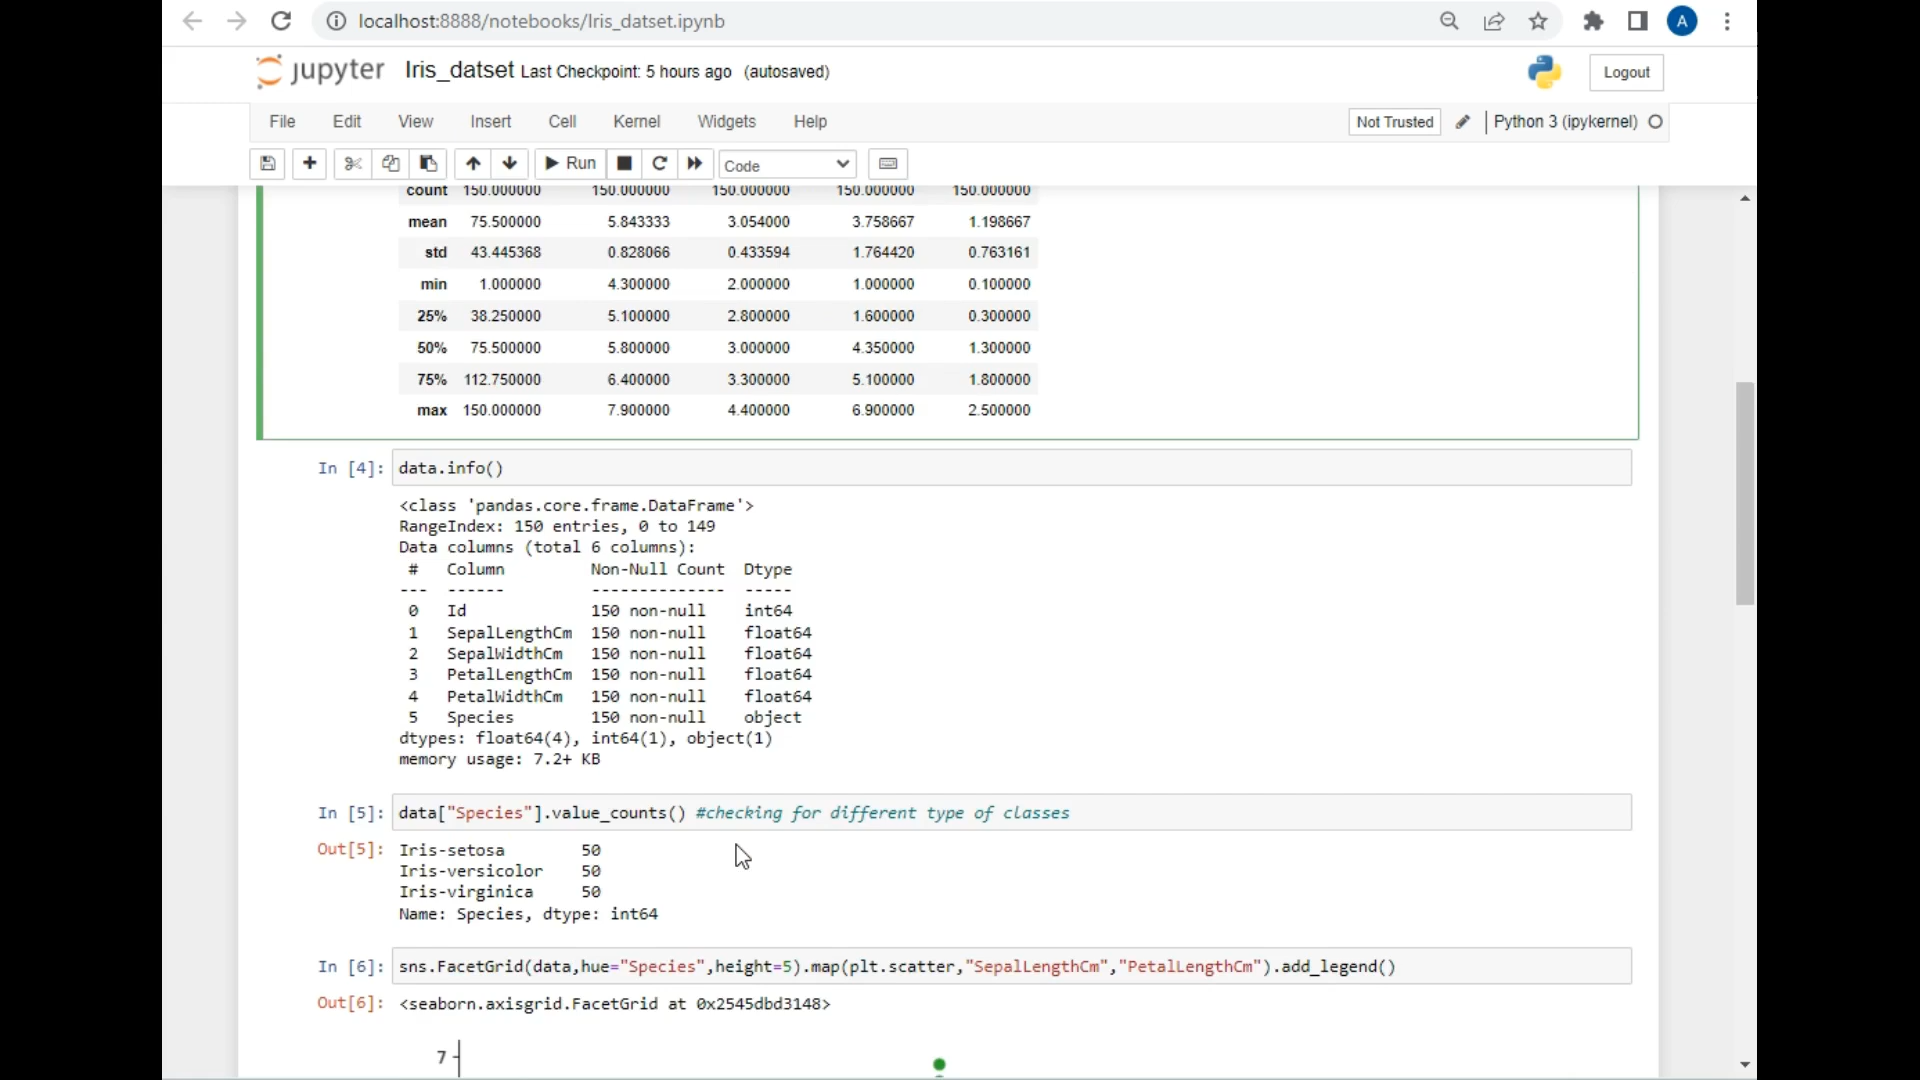 localhost:8888/notebooks/Iris_datset.ipynb
A
jupyter Iris_datset Last Checkpoint: 5 hours ago (autosaved)
Logout
File Edit View Insert Cell Kernel Widgets Help
Not Trusted Python 3 (ipykernel)
Run Code
count 150.000000 150.000000 150.000000 150.000000 150.000000
mean 75.500000 5.843333 3.054000 3.758667 1.198667
std 43.445368 0.828066 0.433594 1.764420 0.763161
min 1.000000 4.300000 2.000000 1.000000 0.100000
25% 38.250000 5.100000 2.800000 1.600000 0.300000
50% 75.500000 5.800000 3.000000 4.350000 1.300000
75% 112.750000 6.400000 3.300000 5.100000 1.800000
max 150.000000 7.900000 4.400000 6.900000 2.500000
In [4]: data.info()
<class 'pandas.core.frame.DataFrame'>
RangeIndex: 150 entries, 0 to 149
Data columns (total 6 columns):
# Column Non-Null Count Dtype
--- ------ -------------- -----
0 Id 150 non-null int64
1 SepalLengthCm 150 non-null float64
2 SepalWidthCm 150 non-null float64
3 PetalLengthCm 150 non-null float64
4 PetalWidthCm 150 non-null float64
5 Species 150 non-null object
dtypes: float64(4), int64(1), object(1)
memory usage: 7.2+ KB
In [5]: data["Species"].value_counts() #checking for different type of classes
Out[5]: Iris-setosa 50
Iris-versicolor 50
Iris-virginica 50
Name: Species, dtype: int64
In [6]: sns.FacetGrid(data,hue="Species",height=5).map(plt.scatter,"SepalLengthCm","PetalLengthCm").add_legend()
Out[6]: <seaborn.axisgrid.FacetGrid at 0x2545dbd3148>
7